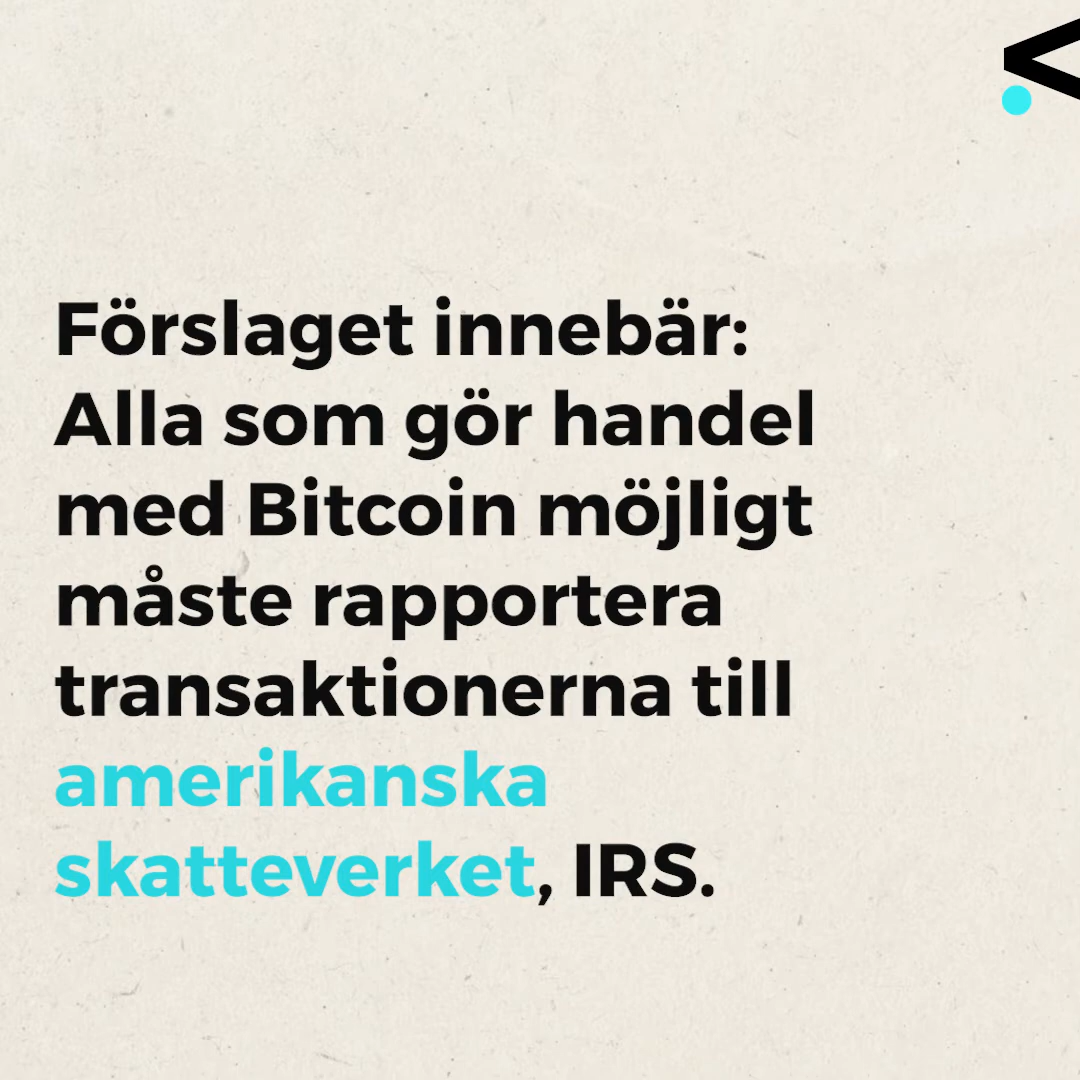 Förslaget innebär:
Alla som gör handel
med Bitcoin möjligt
måste rapportera
transaktionerna till
amerikanska
skatteverket, IRS.